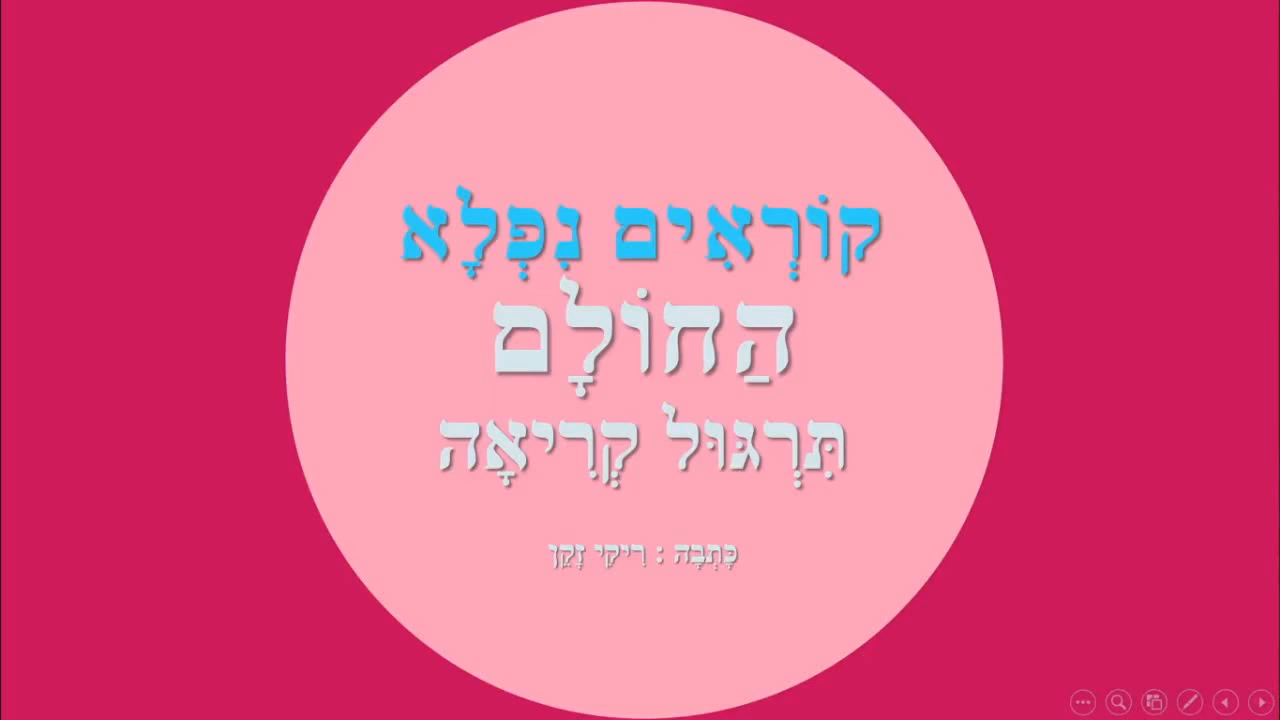 קוֹרְאִים נִפְלָא
הַחוֹלָם
תִּרְגּוּל קְרִיאָה
כָּתְבָה : רִיקִי זָקֵן